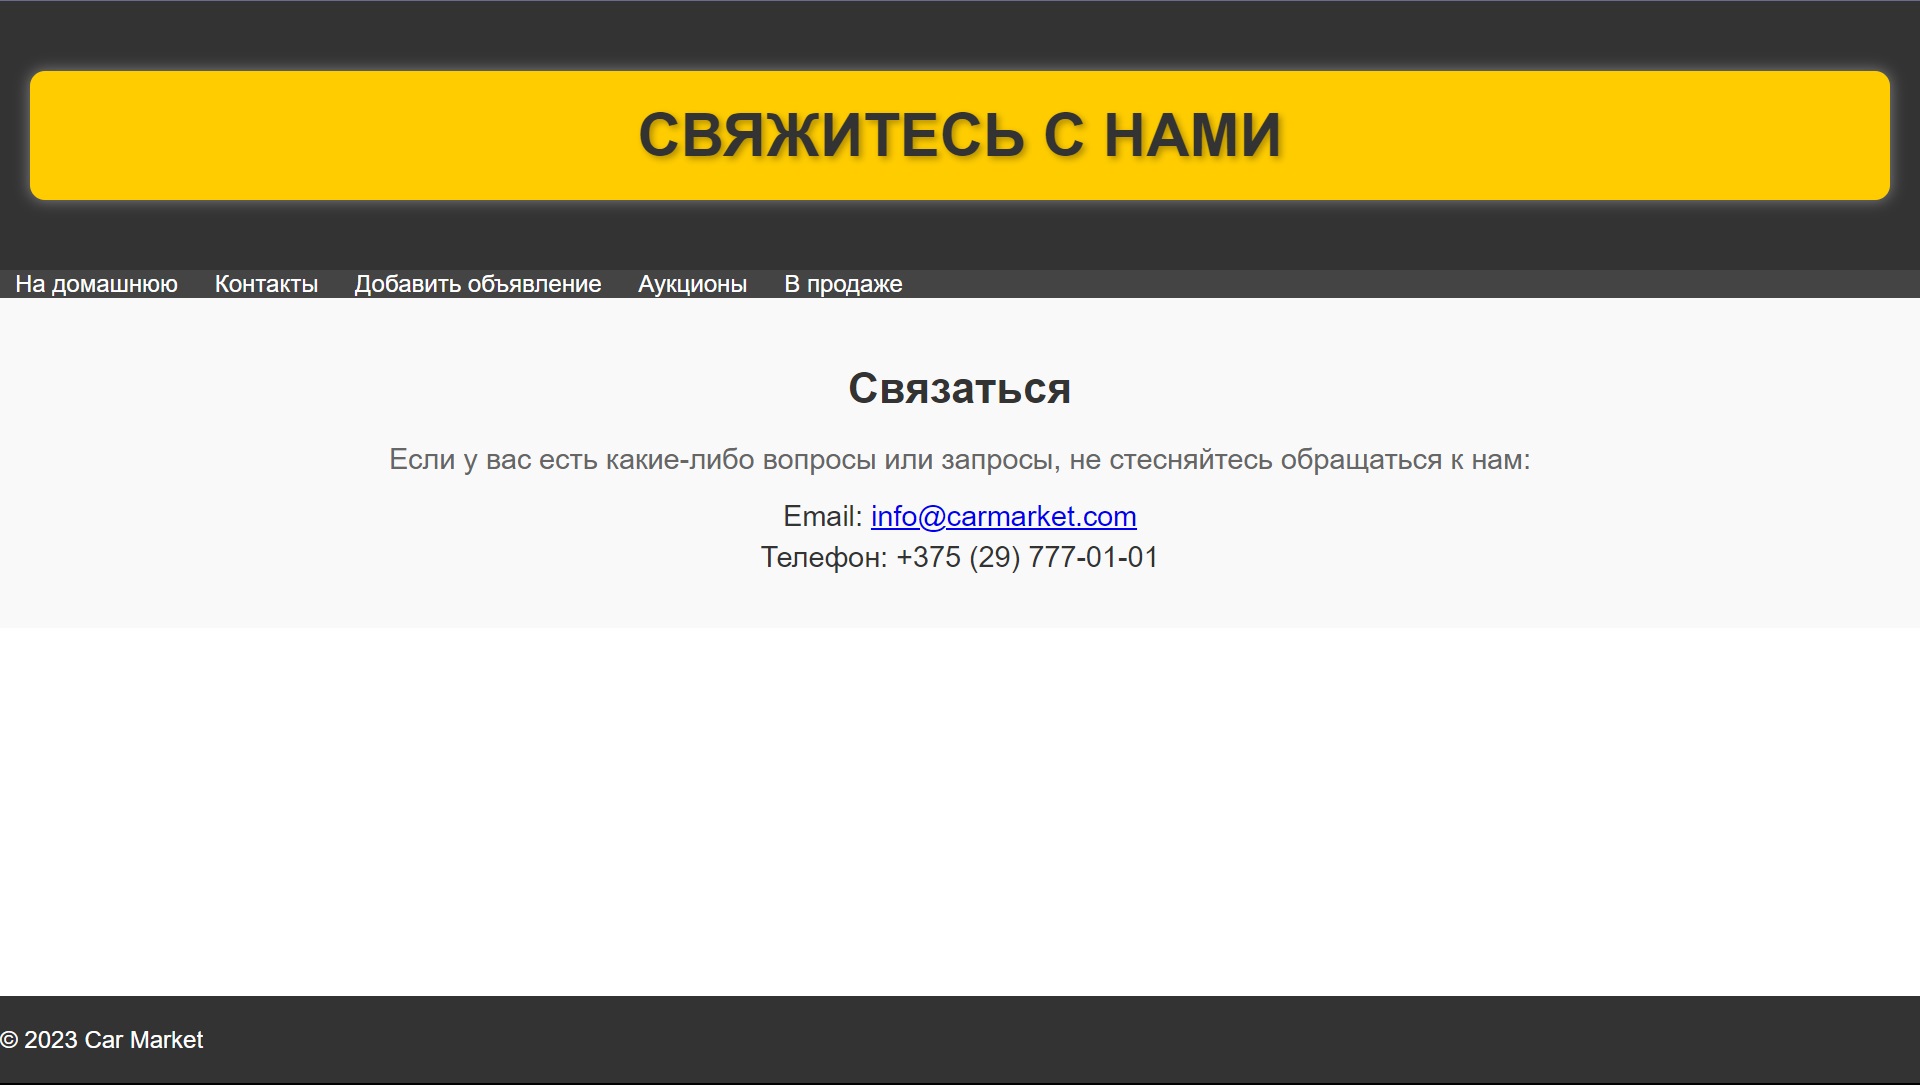 СВЯЖИТЕСЬ С НАМИ
На домашнюю Контакты Добавить объявление Аукционы В продаже
Связаться
Если у вас есть какие-либо вопросы или запросы, не стесняйтесь обращаться к нам:
Email: info@carmarket.com
Телефон: +375 (29) 777-01-01
© 2023 Car Market